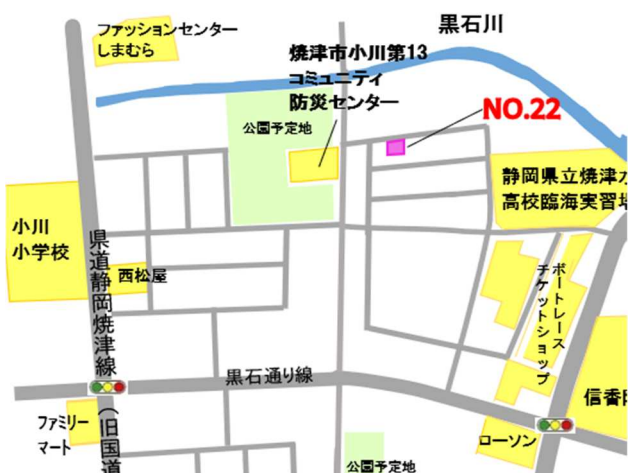 黒石川
ファッションセンター
しまむら
焼津市小川第13
コミュニティ
防災センター
公園予定地
NO.22
静岡県立焼津水
高校臨海実習場
小川
小学校
西松屋
県道静岡焼津線
(旧国道
ボートレース
チケットショップ
黒石通り線
信香
ファミリー
マート
ローソン
公園予定地